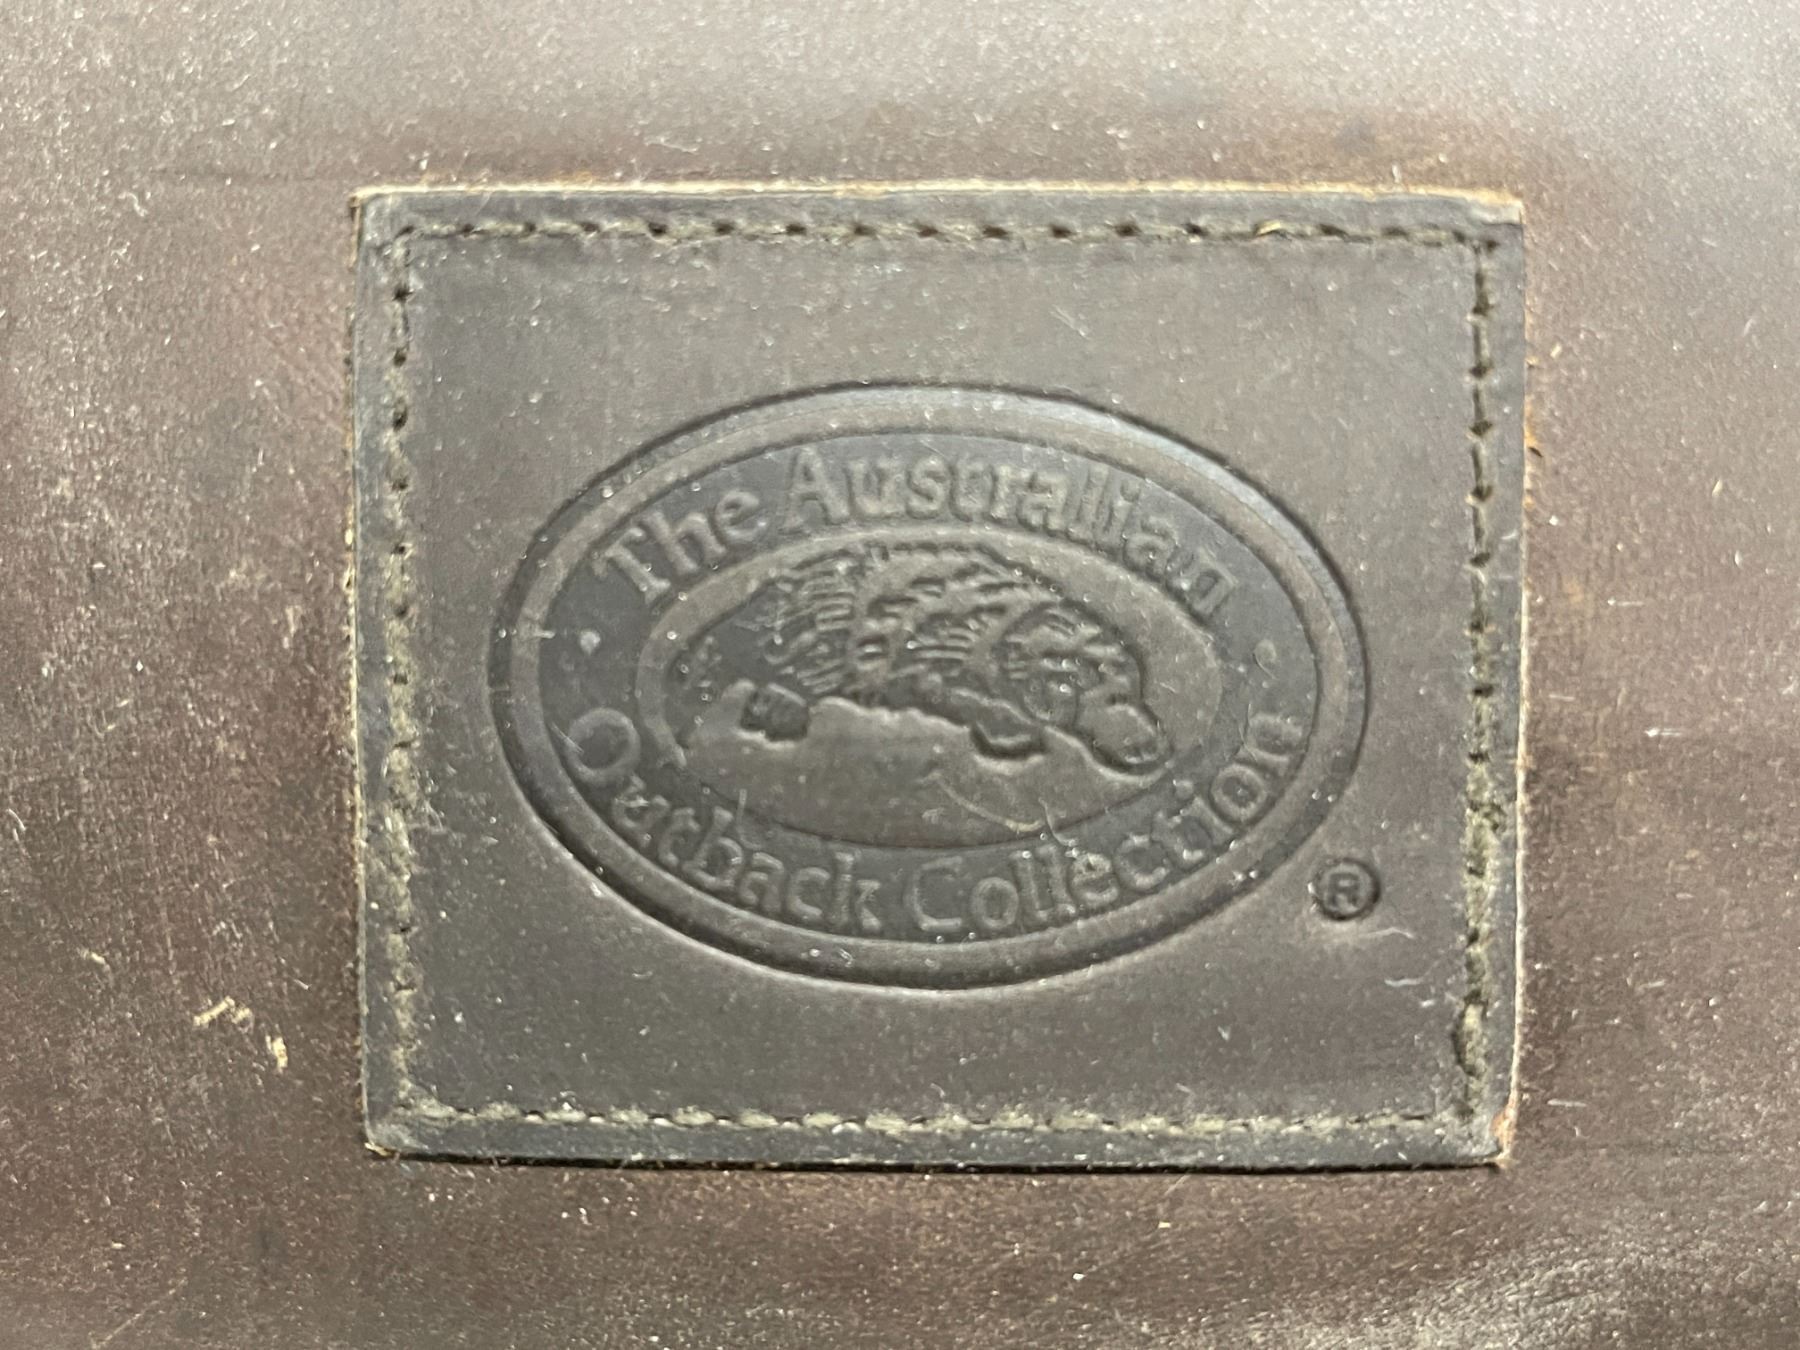 The Australian
Outback Collection
®